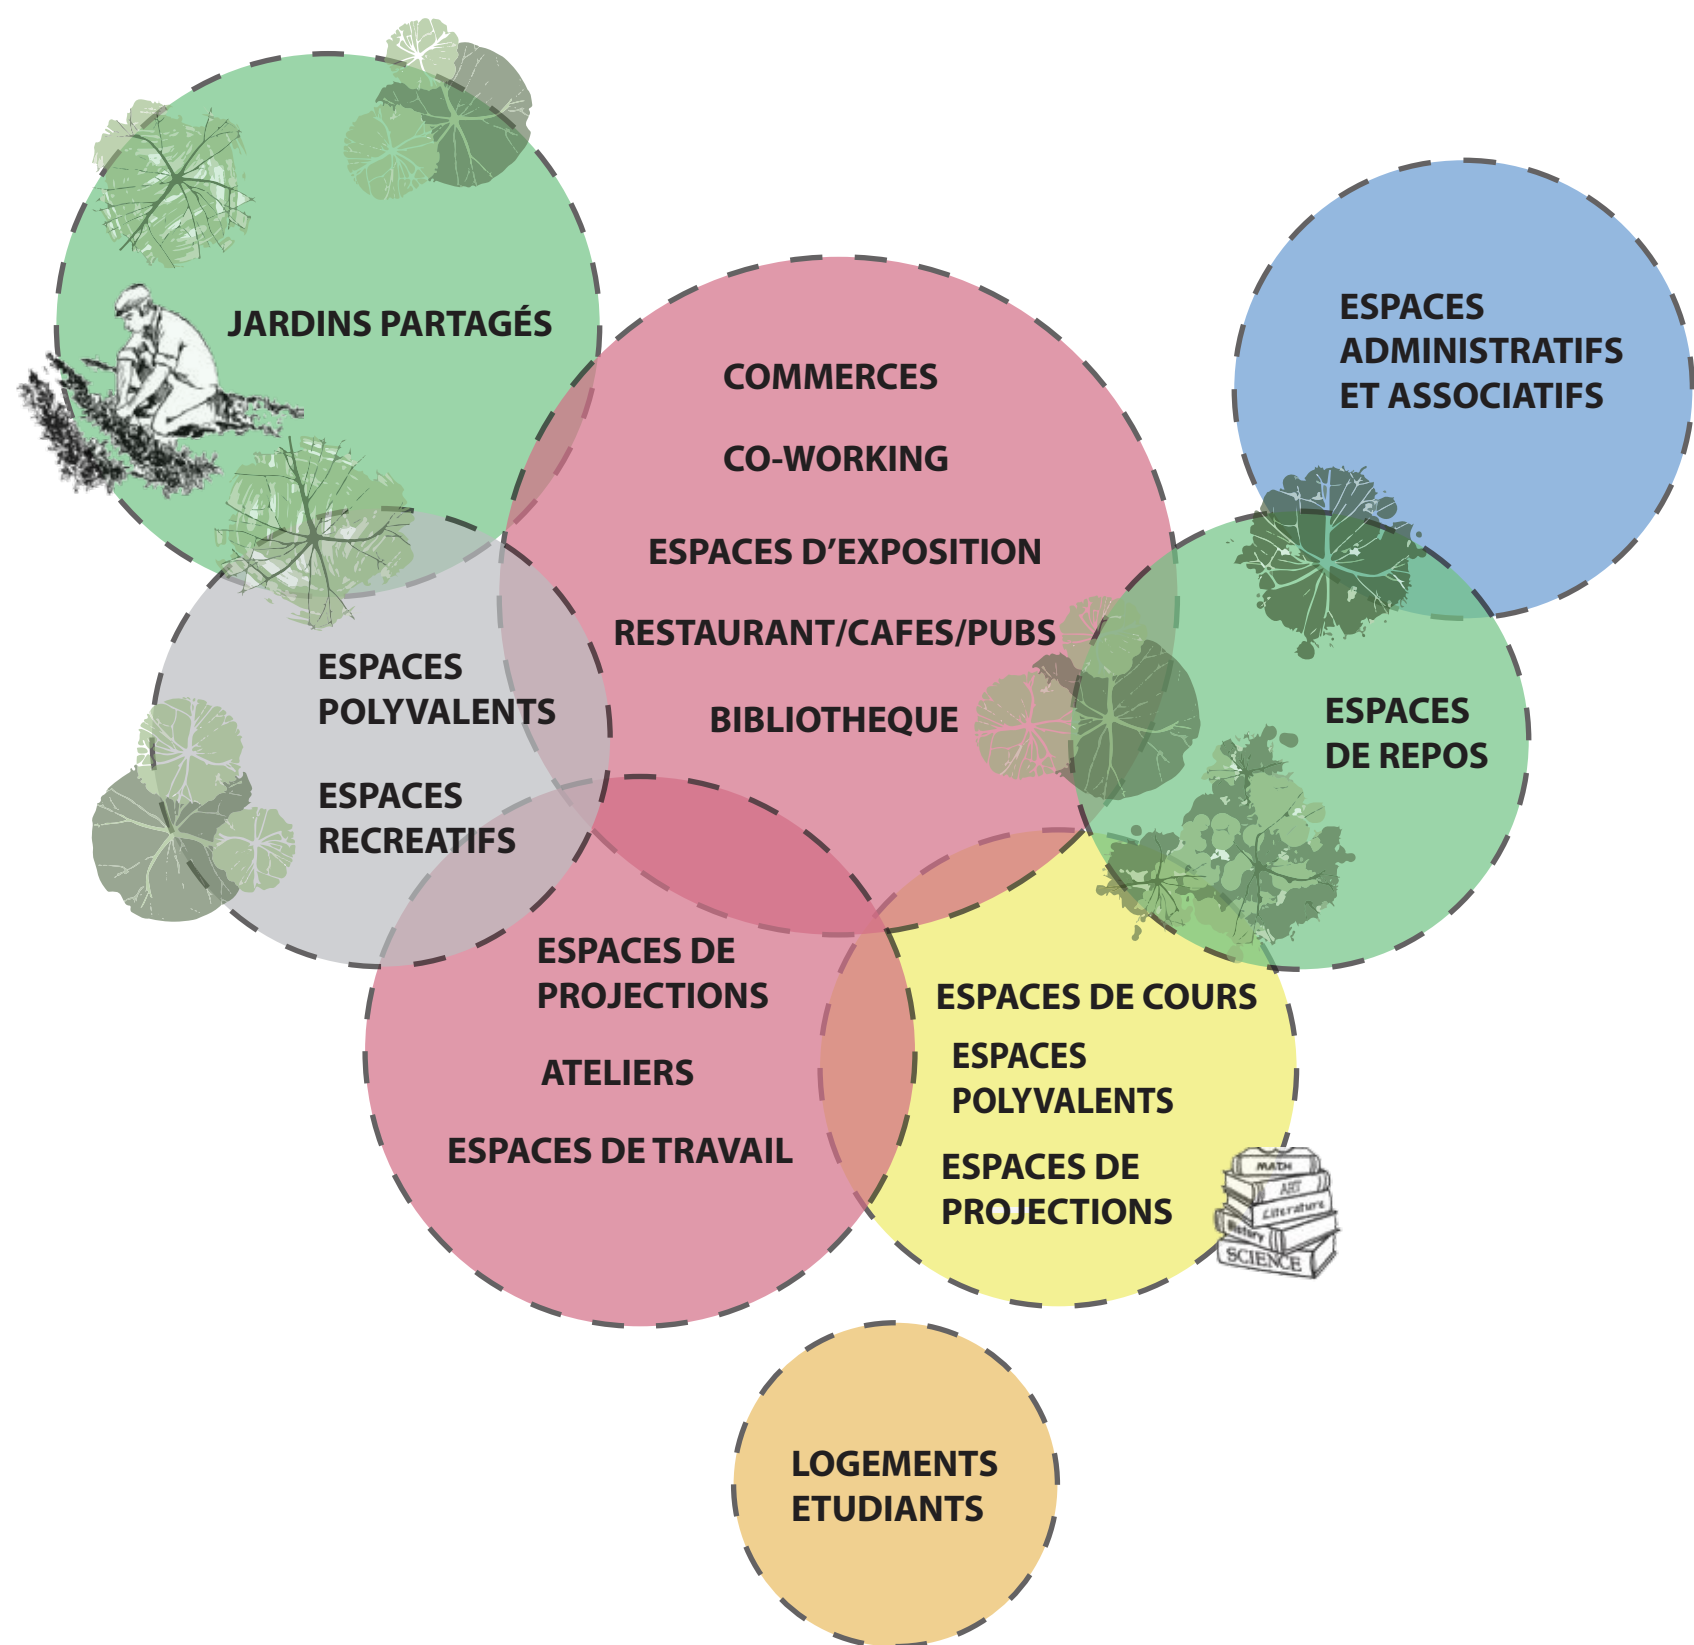 JARDINS PARTAGÉS
COMMERCES
CO-WORKING
ESPACES D'EXPOSITION
RESTAURANT/CAFES/PUBS
BIBLIOTHEQUE
ESPACES
ADMINISTRATIFS
ET ASSOCIATIFS
ESPACES
POLYVALENTS
ESPACES
RECREATIFS
ESPACES
DE REPOS
ESPACES DE
PROJECTIONS
ATELIERS
ESPACES DE TRAVAIL
ESPACES DE COURS
ESPACES
POLYVALENTS
ESPACES DE
PROJECTIONS
MATH
ART
Literature
History
SCIENCE
LOGEMENTS
ETUDIANTS